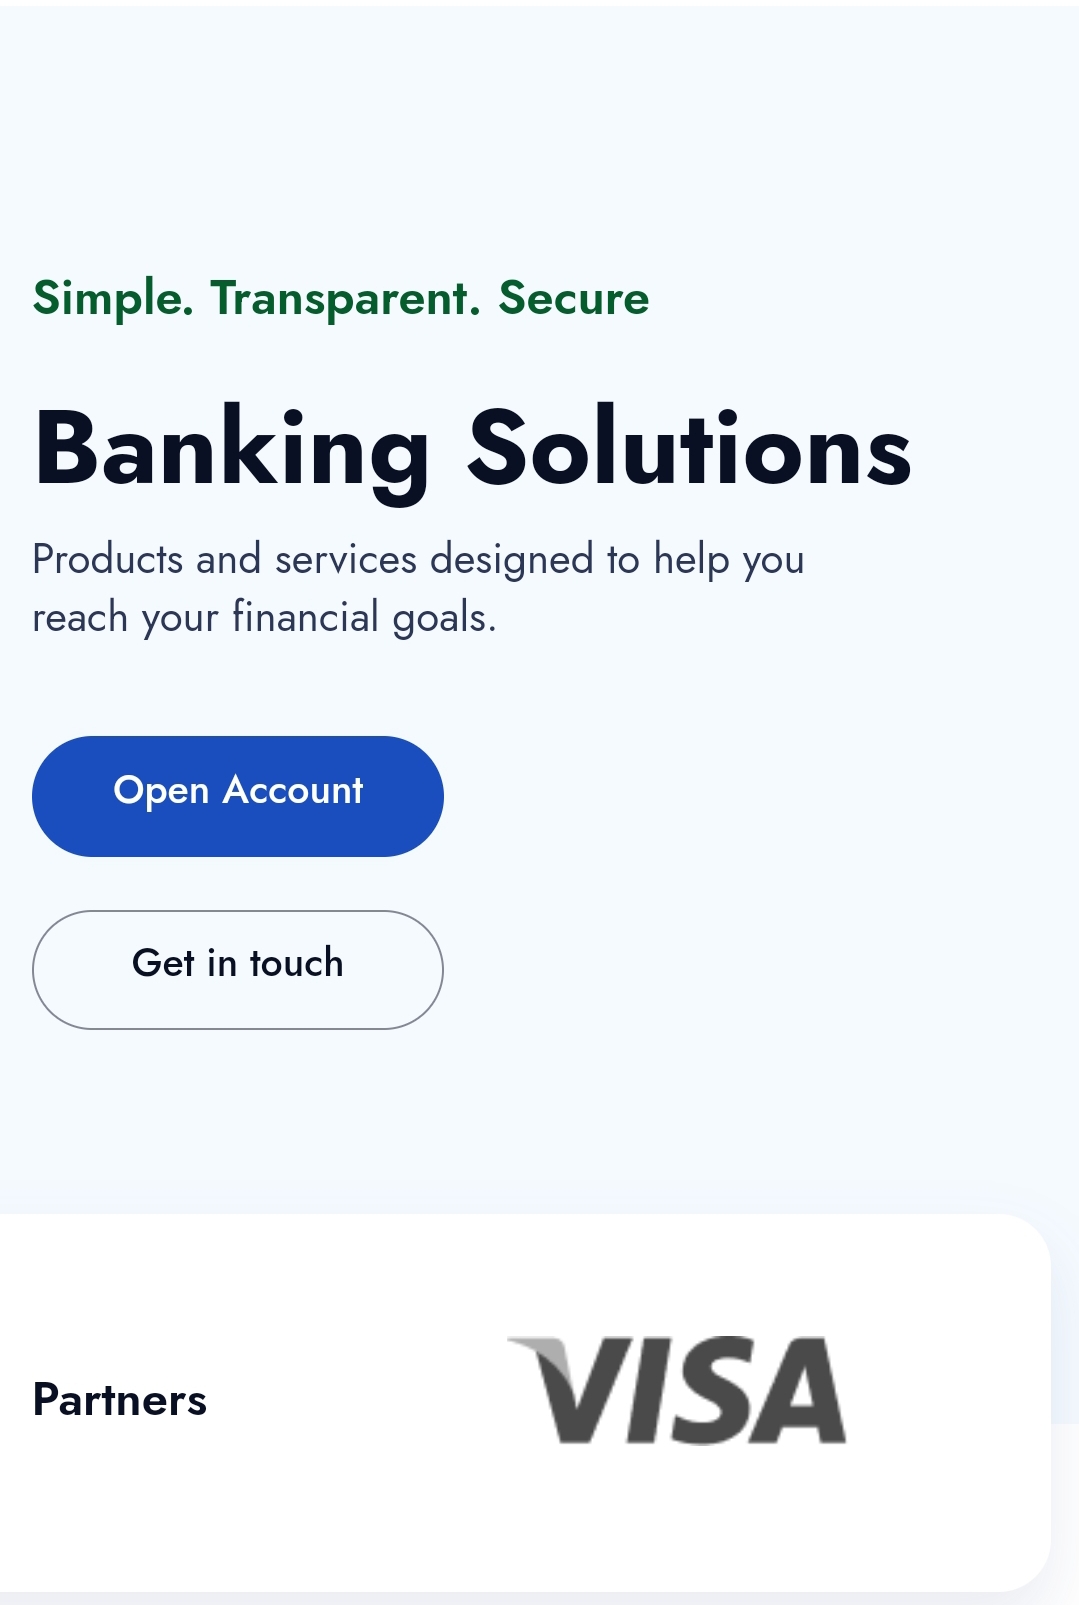 Simple. Transparent. Secure
Banking Solutions
Products and services designed to help you
reach your financial goals.
Open Account
Get in touch
Partners
VISA